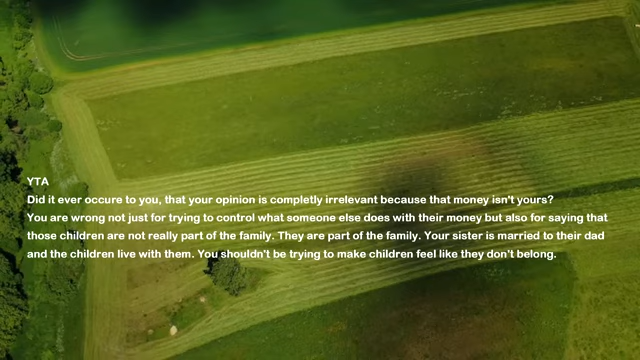 YTA
Did it ever occure to you, that your opinion is completly irrelevant because that money isn't yours?
You are wrong not just for trying to control what someone else does with their money but also for saying that
those children are not really part of the family. They are part of the family. Your sister is married to their dad
and the children live with them. You shouldn't be trying to make children feel like they don't belong.